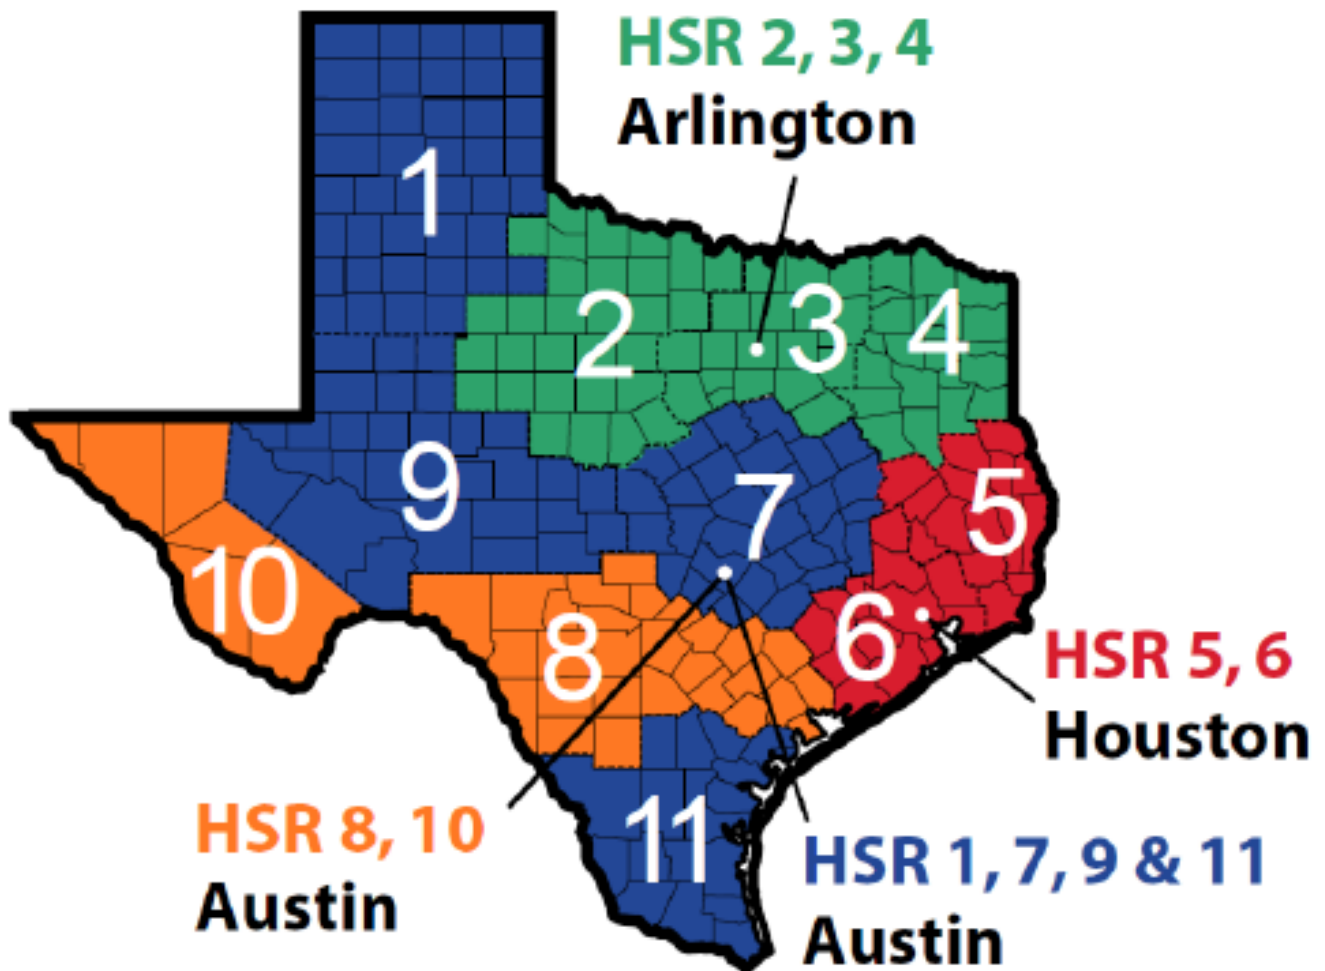 HSR 2, 3, 4
Arlington
1
2
3
4
9
7
5
10
8
6
HSR 5, 6
Houston
11
HSR 8, 10
Austin
HSR 1, 7, 9 & 11
Austin